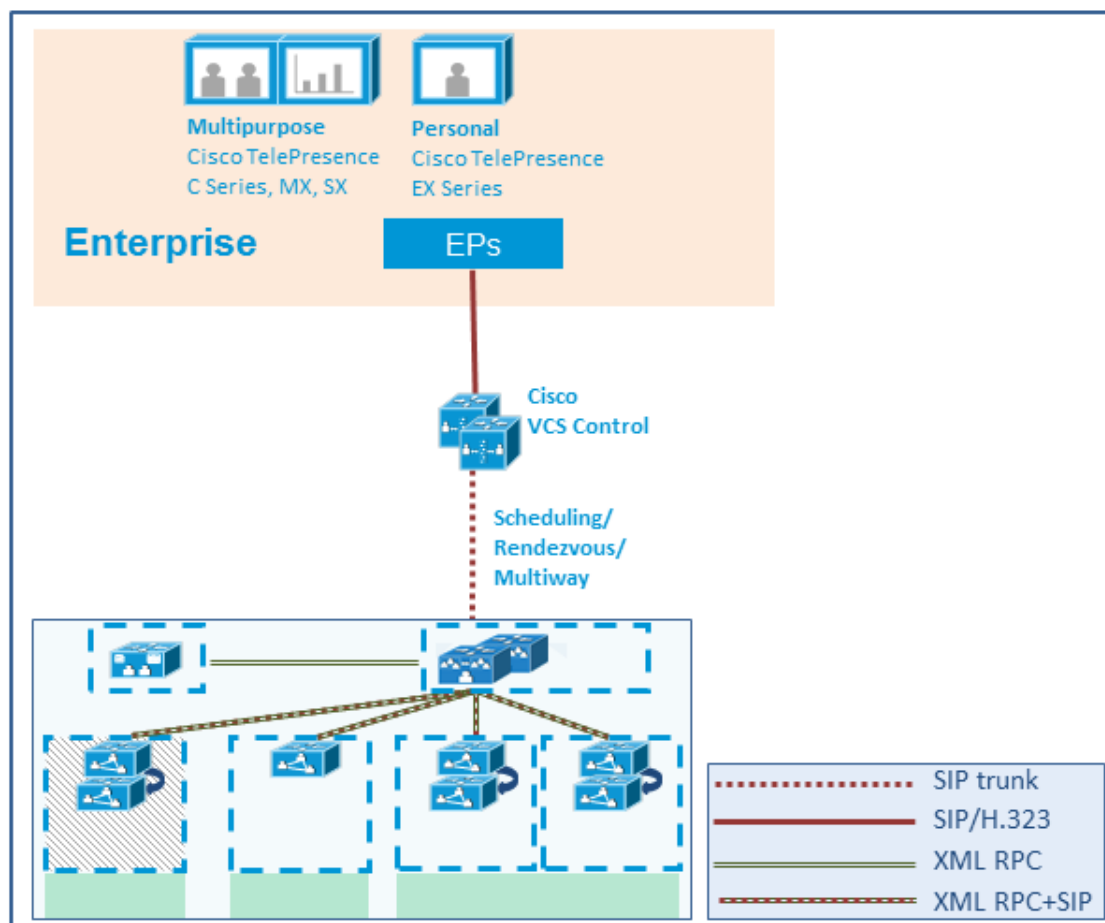 Multipurpose
Cisco TelePresence
C Series, MX, SX
Personal
Cisco TelePresence
EX Series
Enterprise
EPs
Cisco
VCS Control
Scheduling/
Rendezvous/
Multiway
SIP trunk
SIP/H.323
XML RPC
XML RPC+SIP